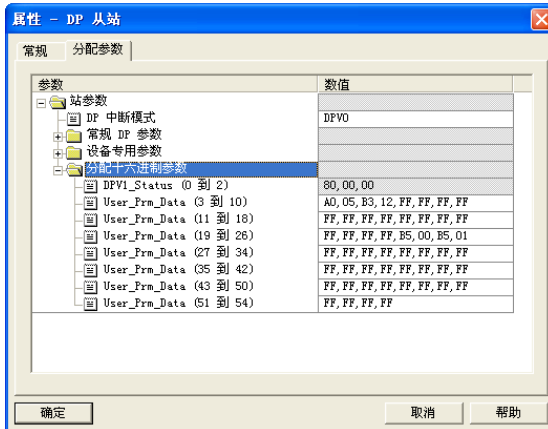 属性 - DP 从站
常规 分配参数
参数 数值
站参数
DP 中断模式 DPV0
常规 DP 参数
设备专用参数
分配十六进制参数
DPV1_Status (0 到 2) 80,00,00
User_Prm_Data (3 到 10) A0,05,B3,12,FF,FF,FF,FF
User_Prm_Data (11 到 18) FF,FF,FF,FF,FF,FF,FF,FF
User_Prm_Data (19 到 26) FF,FF,FF,FF,B5,00,B5,01
User_Prm_Data (27 到 34) FF,FF,FF,FF,FF,FF,FF,FF
User_Prm_Data (35 到 42) FF,FF,FF,FF,FF,FF,FF,FF
User_Prm_Data (43 到 50) FF,FF,FF,FF,FF,FF,FF,FF
User_Prm_Data (51 到 54) FF,FF,FF,FF
确定 取消 帮助